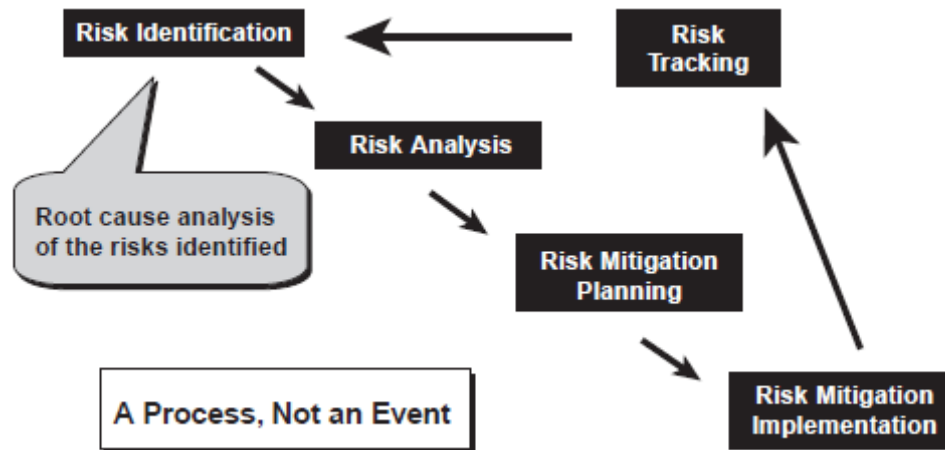 Risk Identification
Risk
Tracking
Risk Analysis
Root cause analysis
of the risks identified
Risk Mitigation
Planning
A Process, Not an Event
Risk Mitigation
Implementation